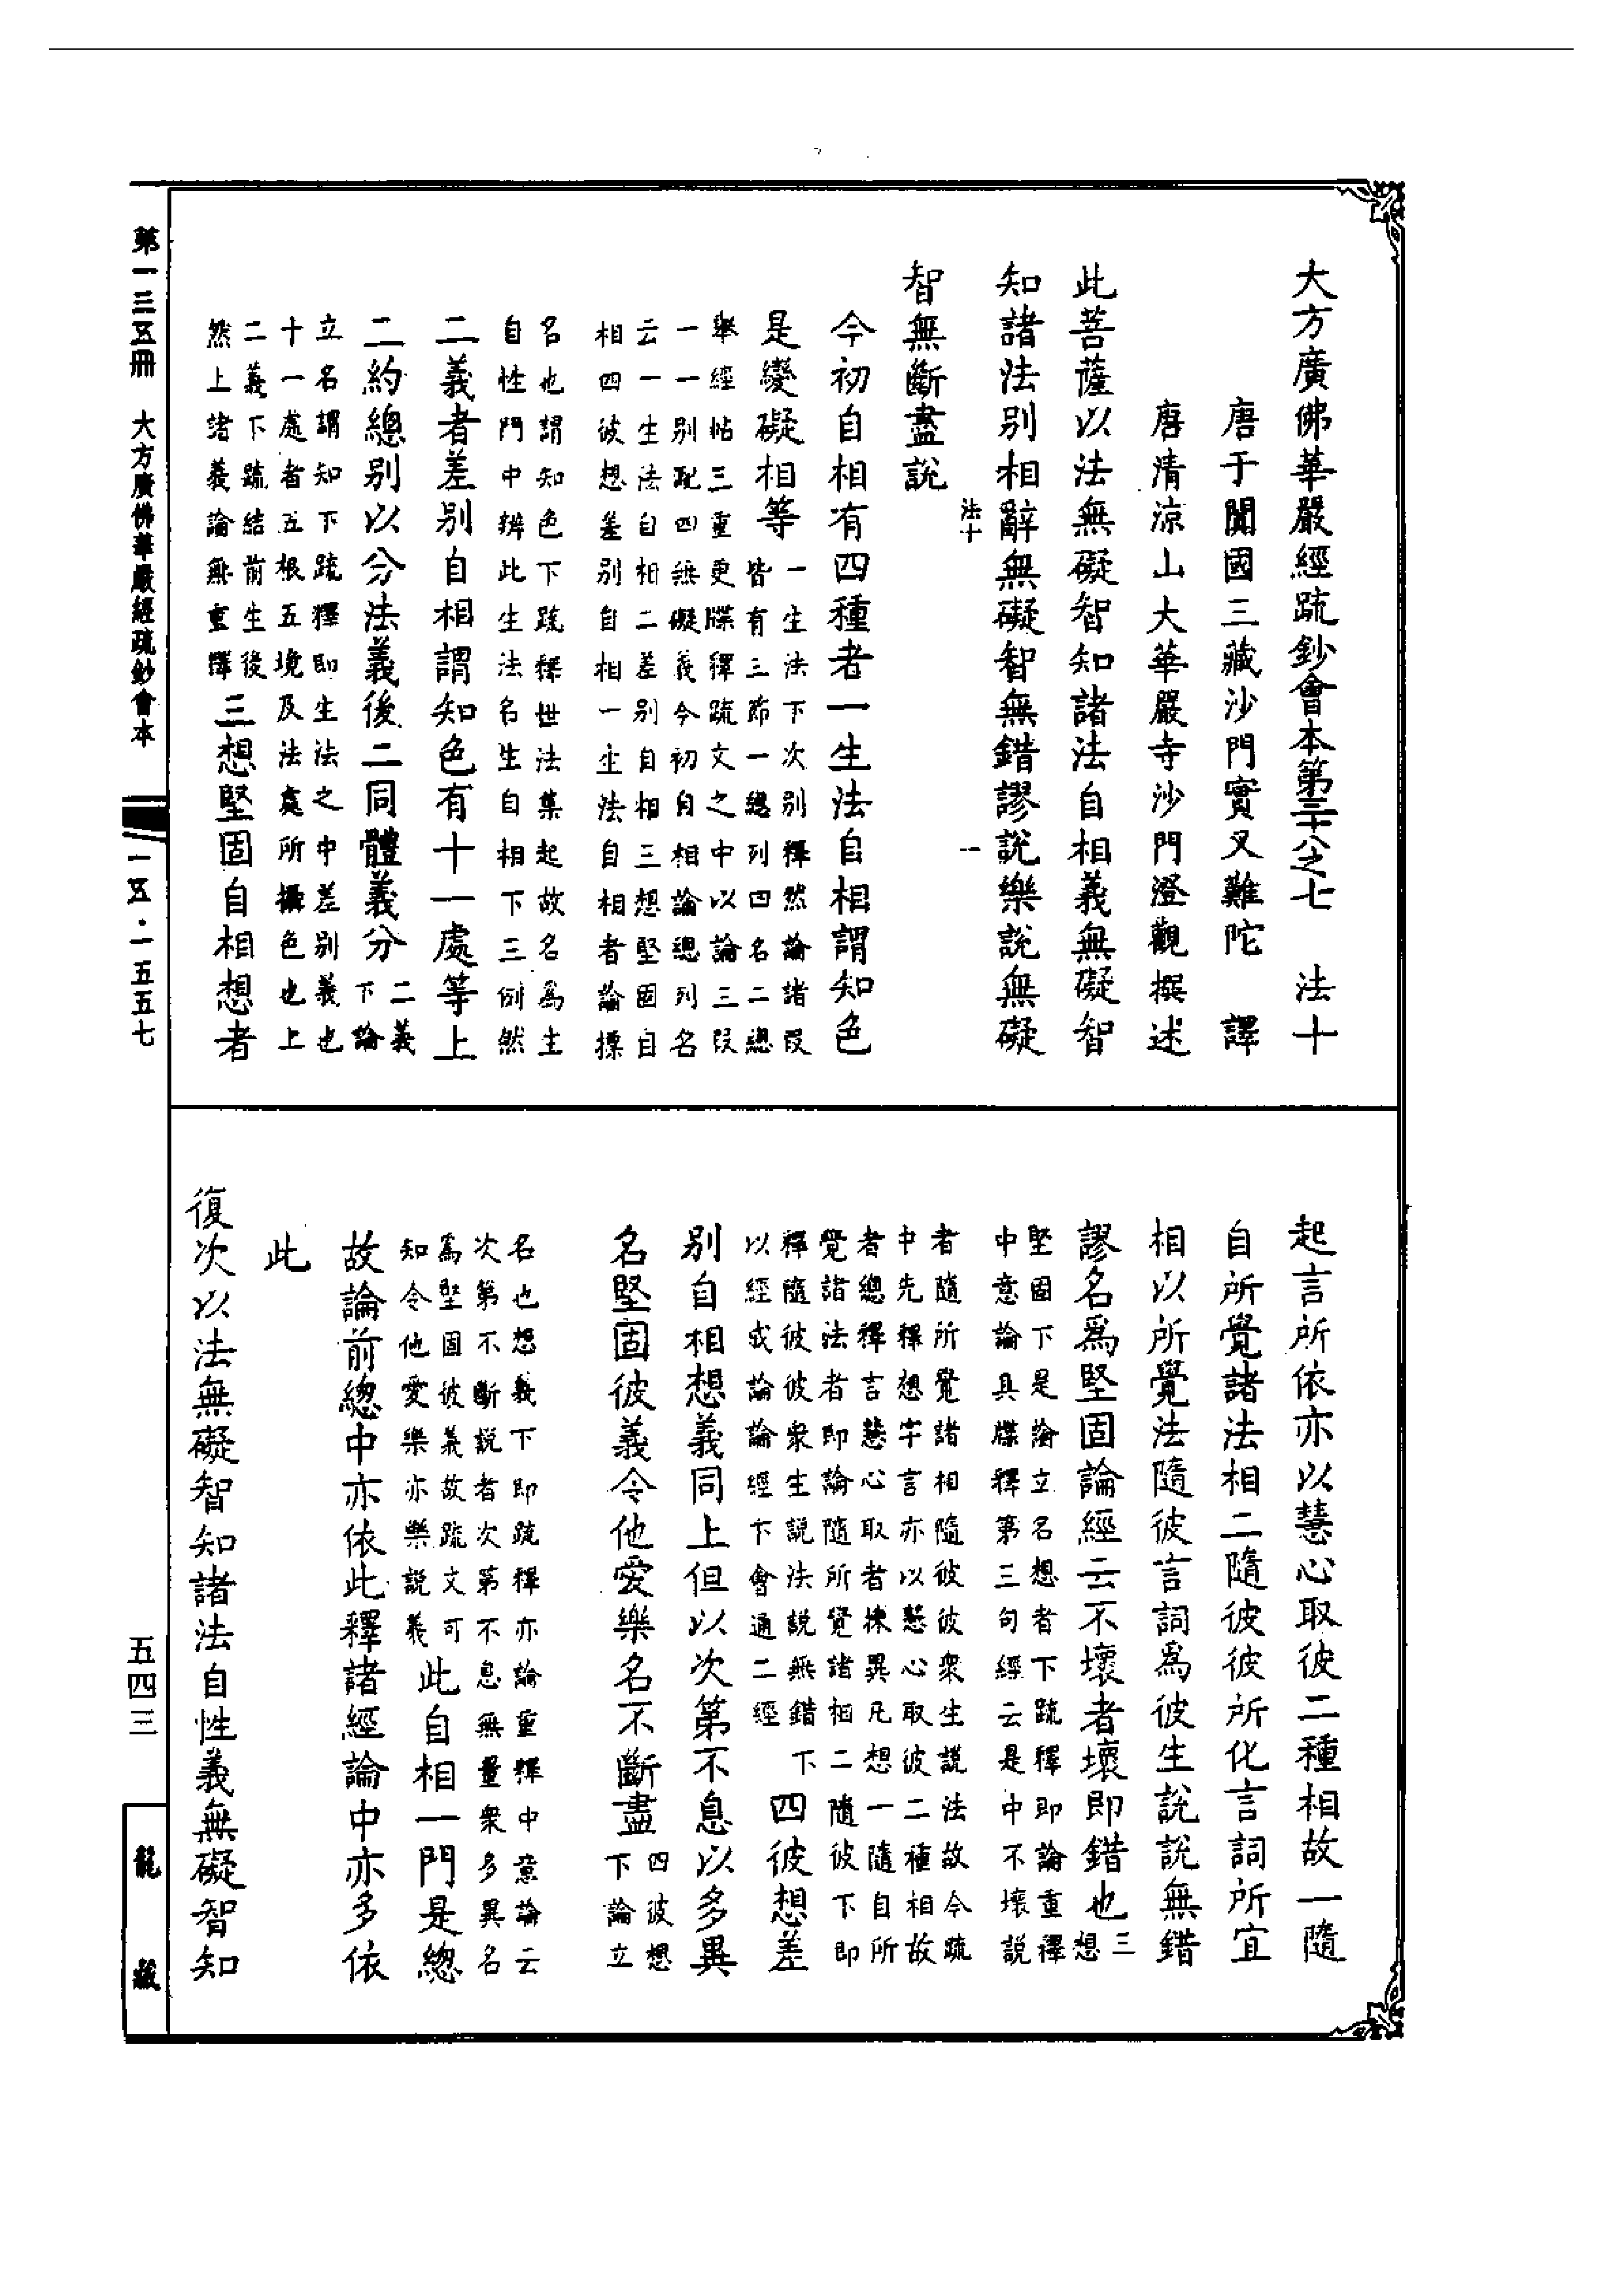 大方廣佛華嚴經疏鈔會本第三十八之七　法十
唐于闐國三藏沙門實叉難陀　譯
唐清涼山大華嚴寺沙門澄觀撰述
此菩薩以法無礙智知諸法自相義無礙智
知諸法別相辭無礙智無錯謬說樂說無礙
法十　一
智無斷盡說
今初自相有四種者一生法自相謂知色
是變礙相等
一生法下次別釋然論諸段
皆有三節一總列四名二總
舉經帖三重更牒釋疏文之中以論三段
一一別配四無礙義今初自相論總列名
云一生法自相二差別自相三想堅固自
相四彼想差別自相一生法自相者論標
名也謂知色下疏釋世法集起故名為生
自性門中辨此生法名生自相下三例然
二義者差別自相謂知色有十一處等上
二約總別以分法義後二同體義分
二義
下論
立名謂知下疏釋即生法之中差別義也
十一處者五根五境及法處所攝色也上
二義下疏結前生後
然上諸義論無重釋
三想堅固自相想者
起言所依亦以慧心取彼二種相故一隨
自所覺諸法相二隨彼彼所化言詞所宜
相以所覺法隨彼言詞為彼生說說無錯
謬名為堅固論經云不壞者壞即錯也
三
想
堅固下是論立名想者下疏釋即論重釋
中意論具牒釋第三句經云是中不壞說
者隨所覺諸相隨彼彼眾生說法故今疏
中先釋想字言亦以慧心取彼二種相故
者總釋言慧心取者揀異凡想一隨自所
覺諸法者即論隨所覺諸相二隨彼下即
釋隨彼彼眾生說法說無錯下
以經或論論經下會通二經
四彼想差
別自相想義同上但以次第不息以多異
名堅固彼義令他愛樂名不斷盡
四彼想
下論立
名也想義下即疏釋亦論重釋中意論云
次第不斷說者次第不息無量眾多異名
為堅固彼義故疏文可
知令他愛樂亦樂說義
此自相一門是總
故論前總中亦依此釋諸經論中亦多依
此
復次以法無礙智知諸法自性義無礙智知
第一三五冊　大方廣佛華嚴經疏鈔會本
一五·一五五七
五四三
龍藏